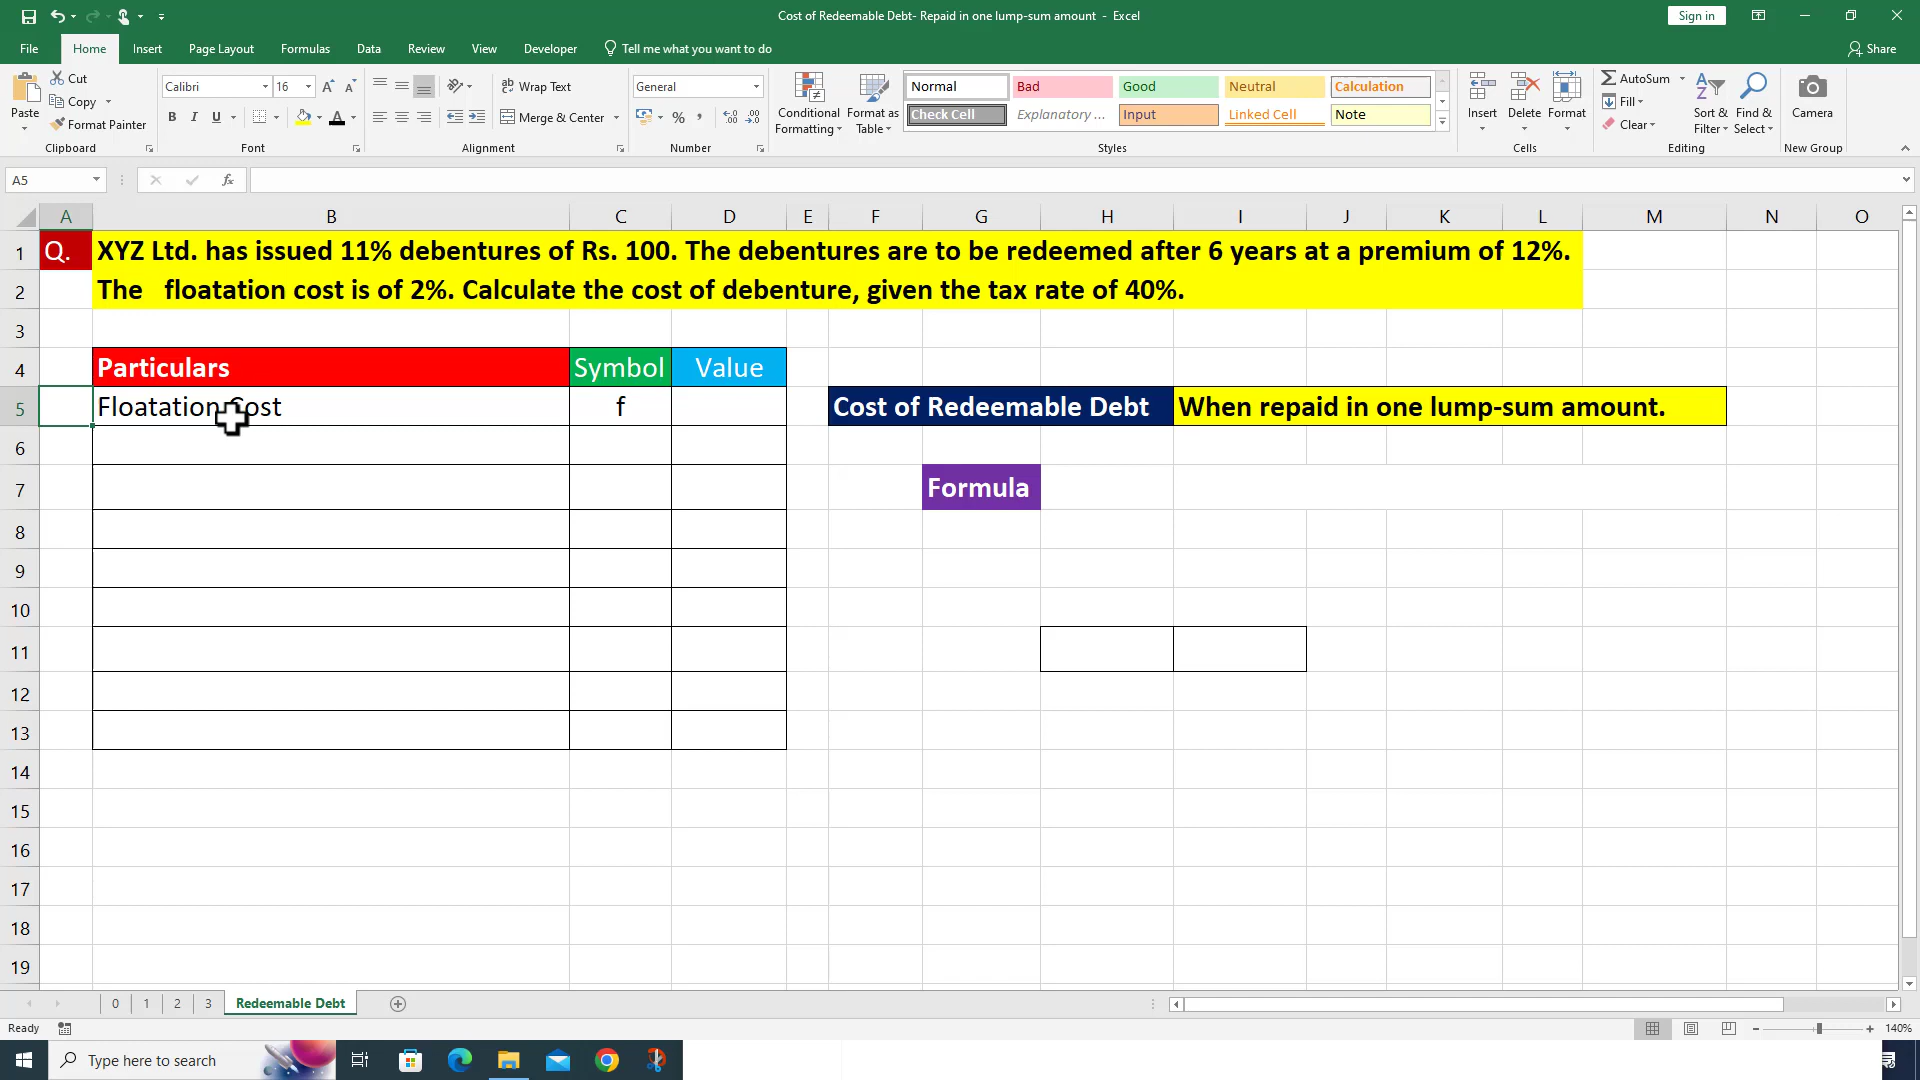 Cost of Redeemable Debt- Repaid in one lump-sum amount - Excel
Sign in
File Home Insert Page Layout Formulas Data Review View Developer Tell me what you want to do Share
Paste
Cut
Copy
Format Painter
Clipboard
Calibri 16
B I U
Font
Wrap Text
Merge & Center
Alignment
General
Number
Conditional Formatting
Format as Table
Normal Bad Good Neutral Calculation
Check Cell Explanatory ... Input Linked Cell Note
Styles
Insert Delete Format
Cells
AutoSum
Fill
Clear
Sort & Filter
Find & Select
Editing
Camera
New Group
A5 fx
A B C D E F G H I J K L M N O
1 Q. XYZ Ltd. has issued 11% debentures of Rs. 100. The debentures are to be redeemed after 6 years at a premium of 12%.
2 The floatation cost is of 2%. Calculate the cost of debenture, given the tax rate of 40%.
3
4 Particulars Symbol Value
5 Floatation Cost f Cost of Redeemable Debt When repaid in one lump-sum amount.
6
7 Formula
8
9
10
11
12
13
14
15
16
17
18
19
0 1 2 3 Redeemable Debt
Ready 140%
Type here to search